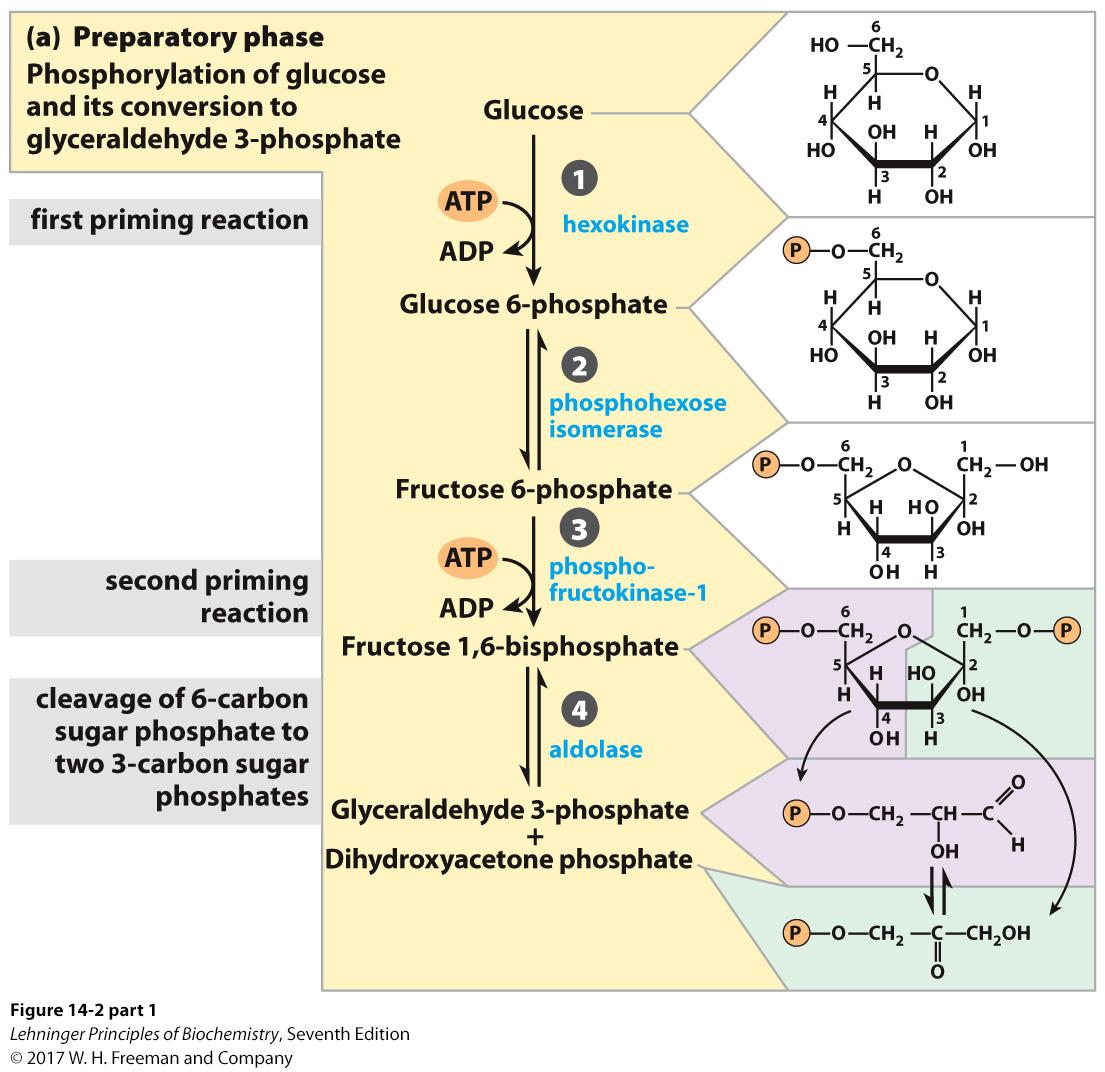 (a) Preparatory phase
Phosphorylation of glucose
and its conversion to
glyceraldehyde 3-phosphate
Glucose
1
ATP
hexokinase
ADP
first priming reaction
Glucose 6-phosphate
2
phosphohexose
isomerase
Fructose 6-phosphate
3
ATP
phospho-
fructokinase-1
ADP
second priming
reaction
Fructose 1,6-bisphosphate
4
aldolase
cleavage of 6-carbon
sugar phosphate to
two 3-carbon sugar
phosphates
Glyceraldehyde 3-phosphate
+
Dihydroxyacetone phosphate
6
HO CH2
5 O
H H H
4 OH H 1
HO OH
3 2
H OH
6
P O CH2
5 O
H H H
4 OH H 1
HO OH
3 2
H OH
6 1
P O CH2 O CH2 OH
5 H HO 2
H OH
4 3
OH H
6 1
P O CH2 O CH2 O P
5 H HO 2
H OH
4 3
OH H
O
P O CH2 CH C
OH H
P O CH2 C CH2OH
O
Figure 14-2 part 1
Lehninger Principles of Biochemistry, Seventh Edition
© 2017 W. H. Freeman and Company